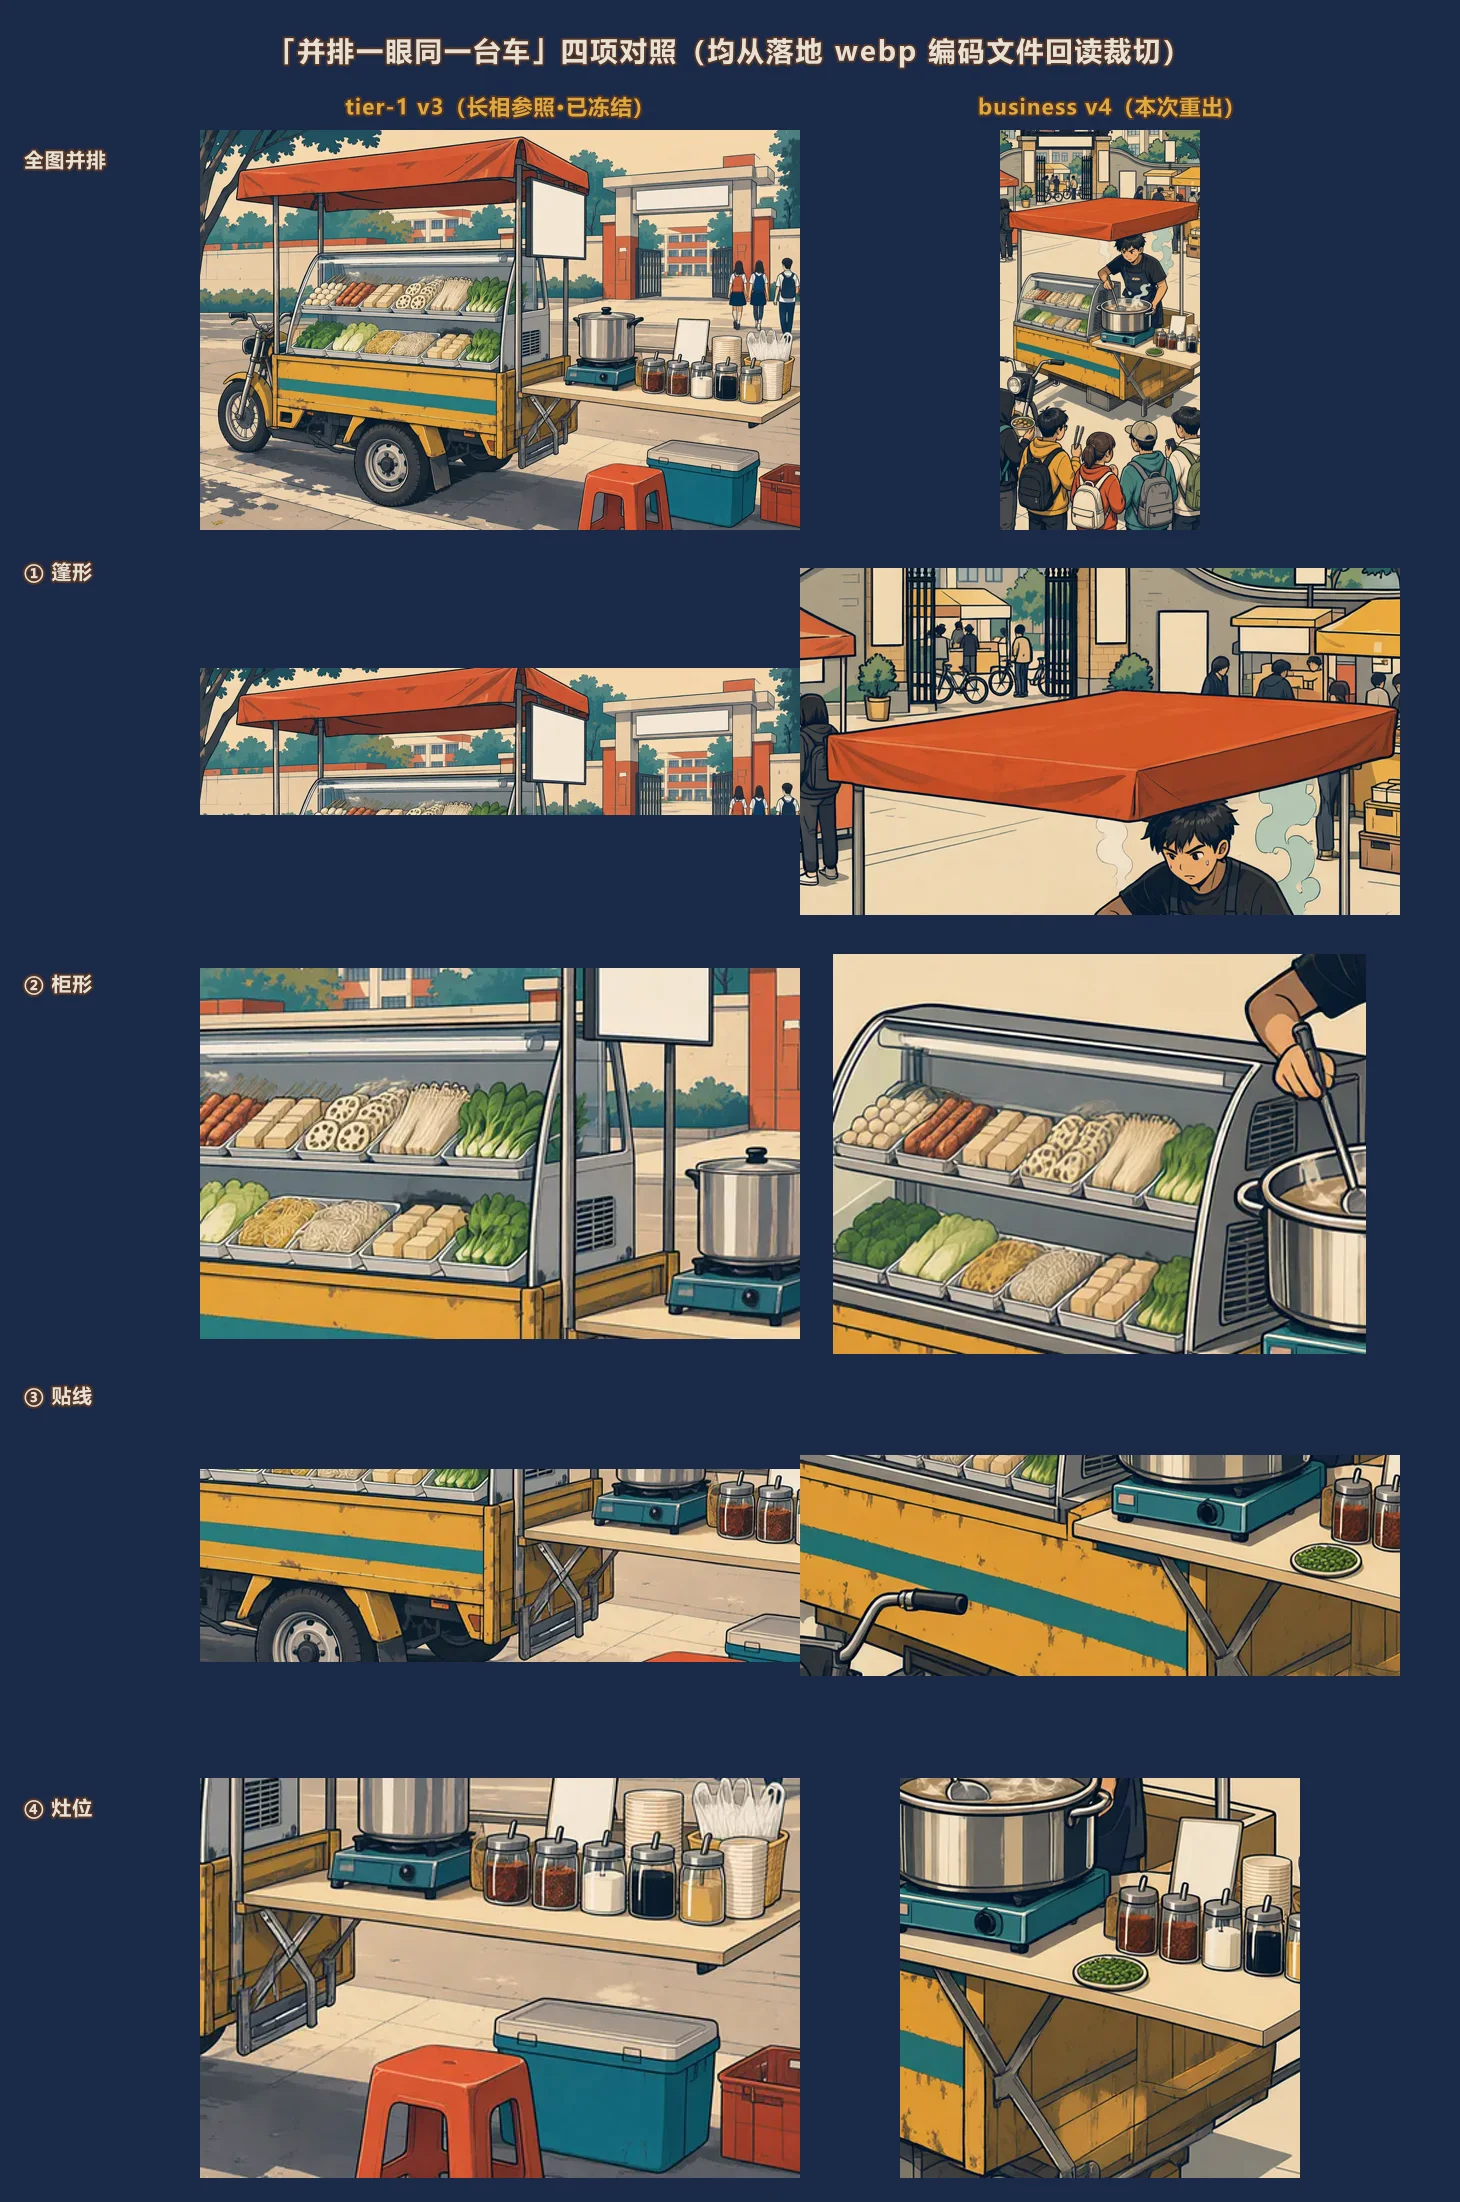 「并排一眼同一台车」四项对照（均从落地 webp 编码文件回读裁切）
tier-1 v3（长相参照·已冻结）
business v4（本次重出）
全图并排
① 篷形
② 柜形
③ 贴线
④ 灶位